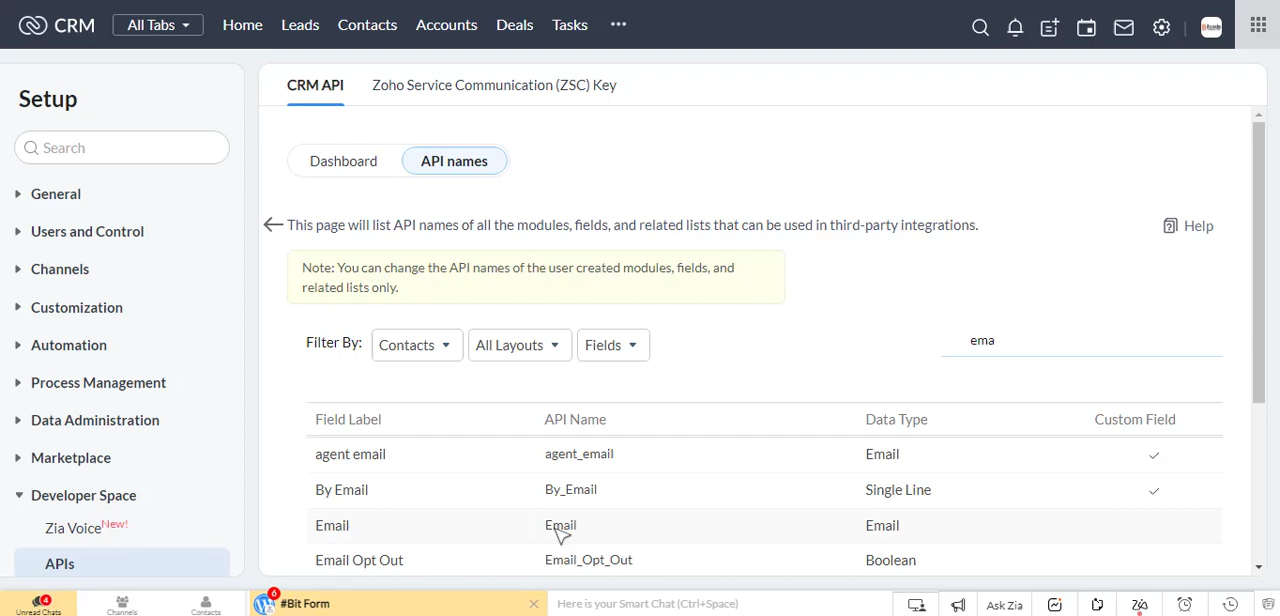 CRM
All Tabs
Home
Leads
Contacts
Accounts
Deals
Tasks
•••
Setup
Search
General
Users and Control
Channels
Customization
Automation
Process Management
Data Administration
Marketplace
Developer Space
Zia Voice New!
APIs
CRM API
Zoho Service Communication (ZSC) Key
Dashboard
API names
This page will list API names of all the modules, fields, and related lists that can be used in third-party integrations.
Help
Note: You can change the API names of the user created modules, fields, and
related lists only.
Filter By: Contacts All Layouts Fields
ema
Field Label API Name Data Type Custom Field
agent email agent_email Email
By Email By_Email Single Line
Email Email Email
Email Opt Out Email_Opt_Out Boolean
4
Unread Chats
Channels
Contacts
6
#Bit Form
Here is your Smart Chat (Ctrl+Space)
Ask Zia